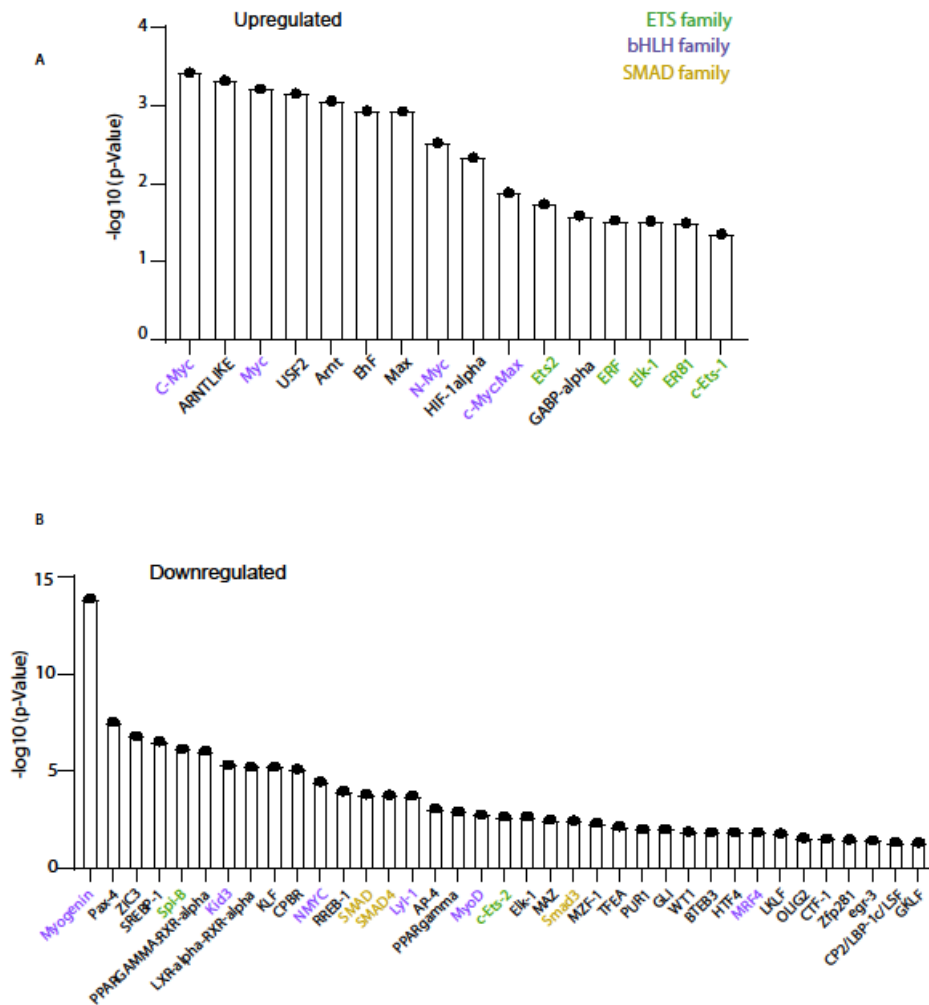 A
Upregulated
ETS family
bHLH family
SMAD family
-log10 (p-Value)
4
3
2
1
0
C-Myc
ARNTLIKE
Myc
USF2
Arnt
EhF
Max
N-Myc
HIF-1alpha
c-Myc:Max
Ets2
GABP-alpha
ERF
Elk-1
ER81
c-Ets-1
B
Downregulated
-log10 (p-Value)
15
10
5
0
Myogenin
Pax-4
ZIC3
SREBP-1
Spi-B
PPARGAMMA:RXR-alpha
Kid3
LXR-alpha-RXR-alpha
KLF
CPBR
NMYC
RREB-1
SMAD
SMAD4
Lyl-1
AP-4
PPARgamma
MyoD
c-Ets-2
Elk-1
MAZ
Smad3
MZF-1
TFEA
PUR1
GLI
WT1
BTEB3
HTF4
MRF4
LKLF
OLIG2
CTF-1
Zfp281
egr-3
CP2/LBP-1c/LSF
GKLF